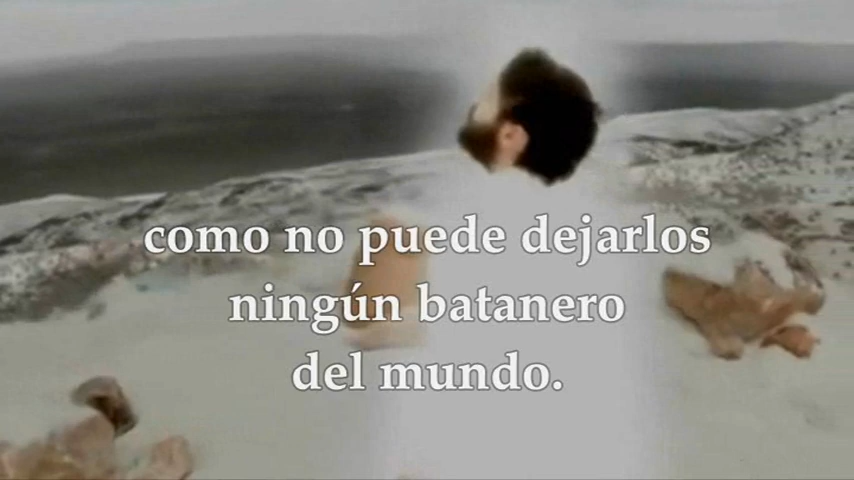 como no puede dejarlos
ningún batanero
del mundo.